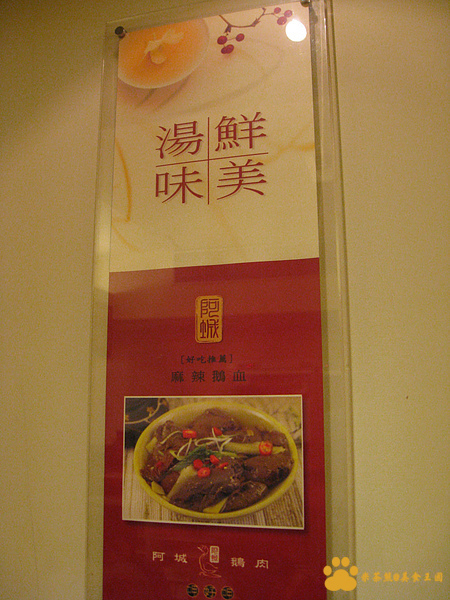 鮮美
湯味
阿城
[好吃推薦]
麻辣鵝血
阿城 鵝肉